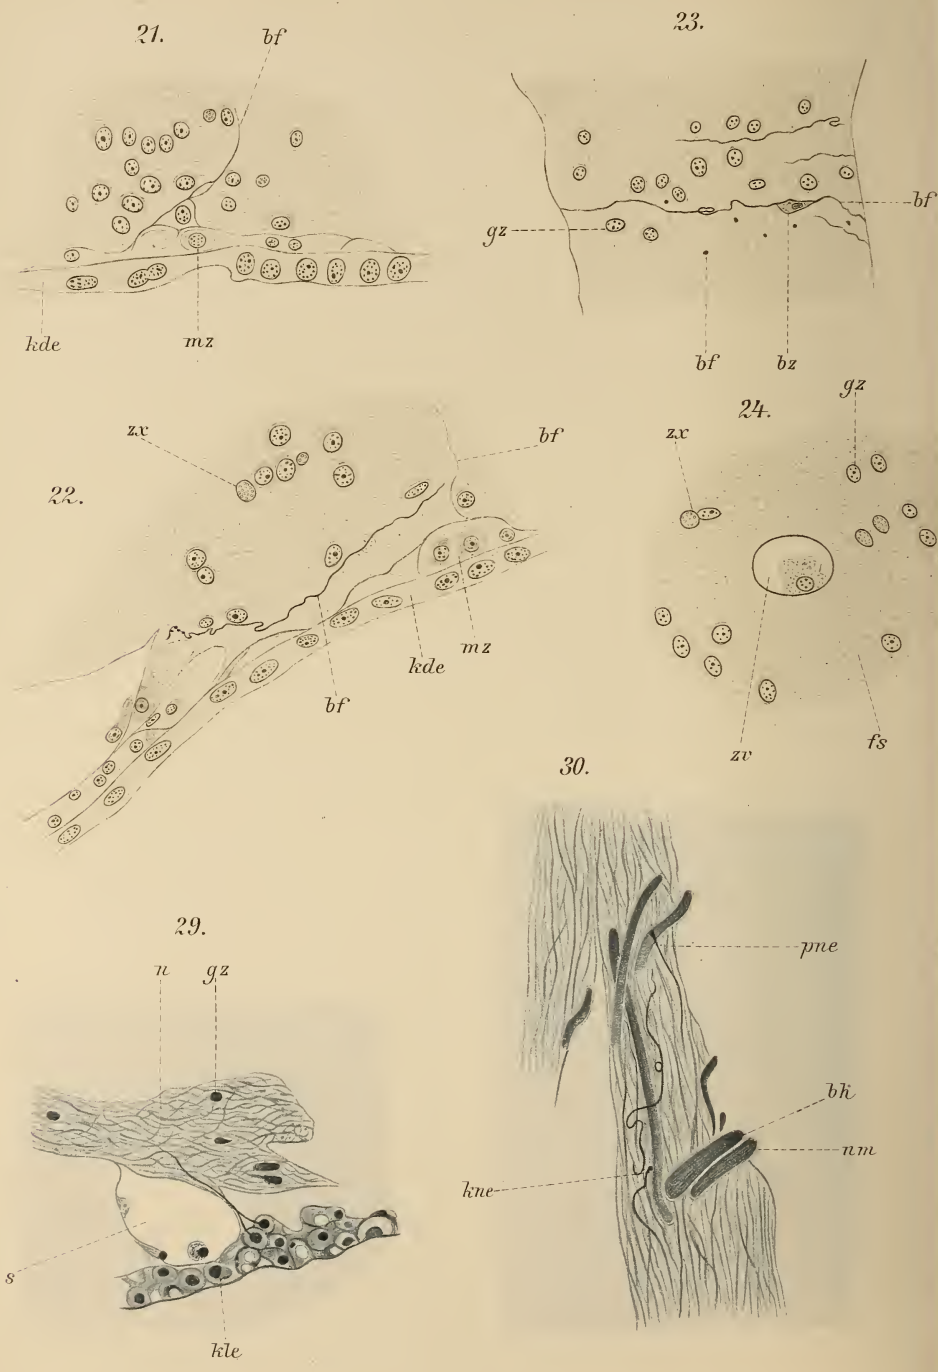 21.
bf
23.
gz
bf
kde
mz
bf
bz
gz
24.
zx
bf
zx
22.
mz
kde
bf
zv
fs
30.
29.
n
gz
pne
bk
nm
kne
s
kle